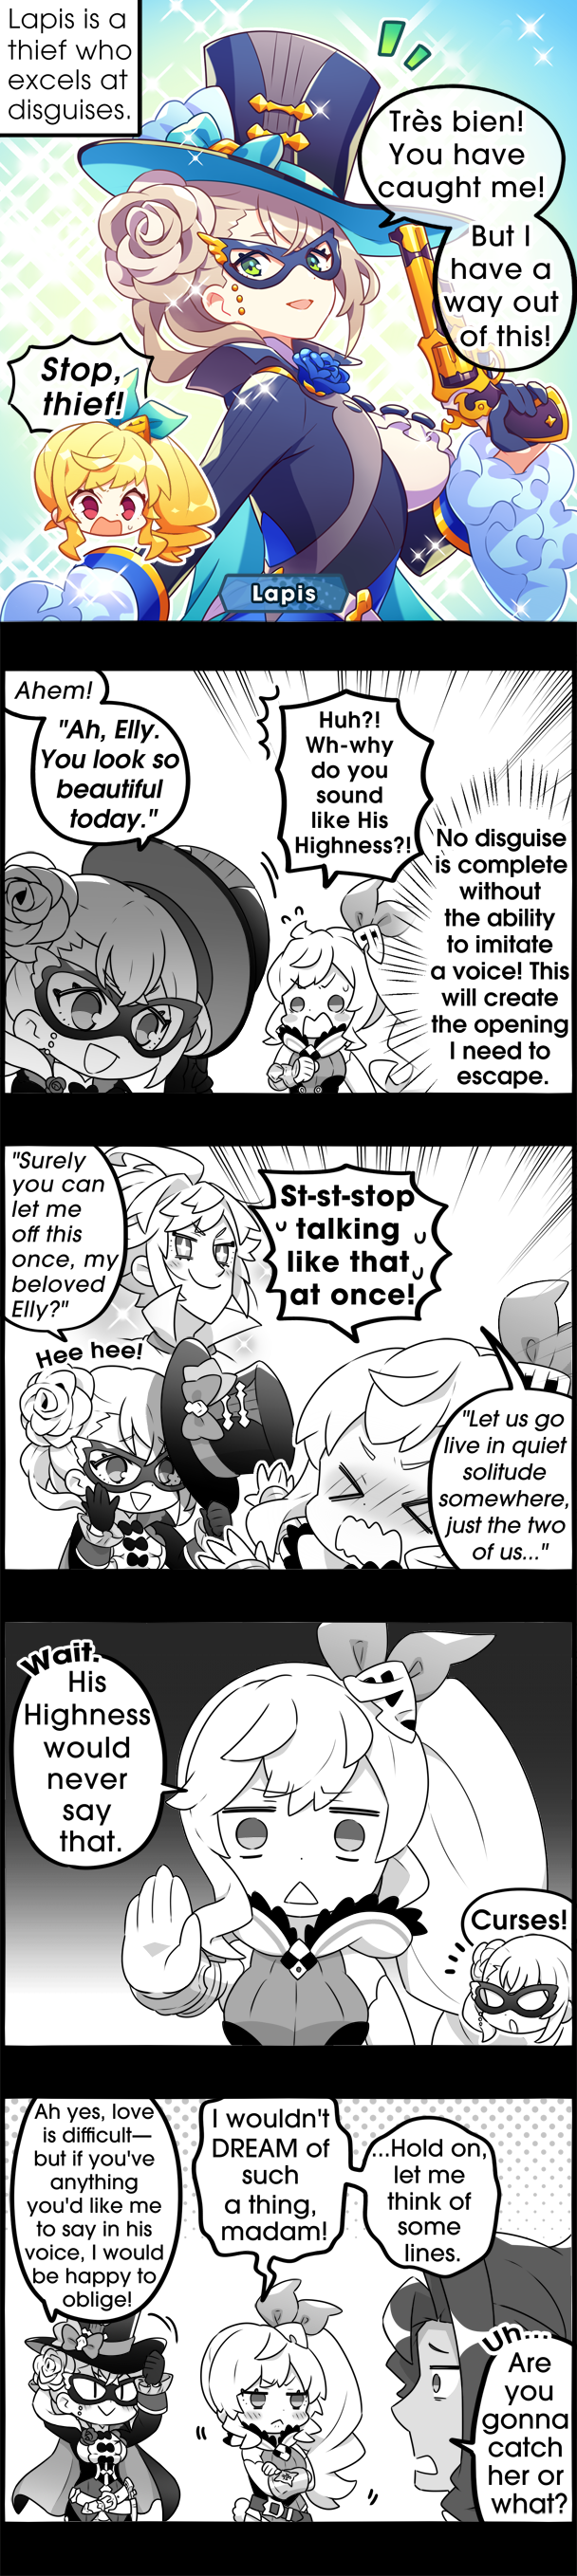 Lapis is a
thief who
excels at
disguises.
Très bien!
You have
caught me!
But I
have a
way out
of this!
Stop,
thief!
Lapis
Ahem!
"Ah, Elly.
You look so
beautiful
today."
Huh?!
Wh-why
do you
sound
like His
Highness?!
No disguise
is complete
without
the ability
to imitate
a voice! This
will create
the opening
I need to
escape.
"Surely
you can
let me
off this
once, my
beloved
Elly?"
Hee hee!
St-st-stop
talking
like that
at once!
"Let us go
live in quiet
solitude
somewhere,
just the two
of us..."
Wait.
His
Highness
would
never
say
that.
Curses!
Ah yes, love
is difficult—
but if you've
anything
you'd like me
to say in his
voice, I would
be happy to
oblige!
I wouldn't
DREAM of
such
a thing,
madam!
...Hold on,
let me
think of
some
lines.
Uh...
Are
you
gonna
catch
her or
what?